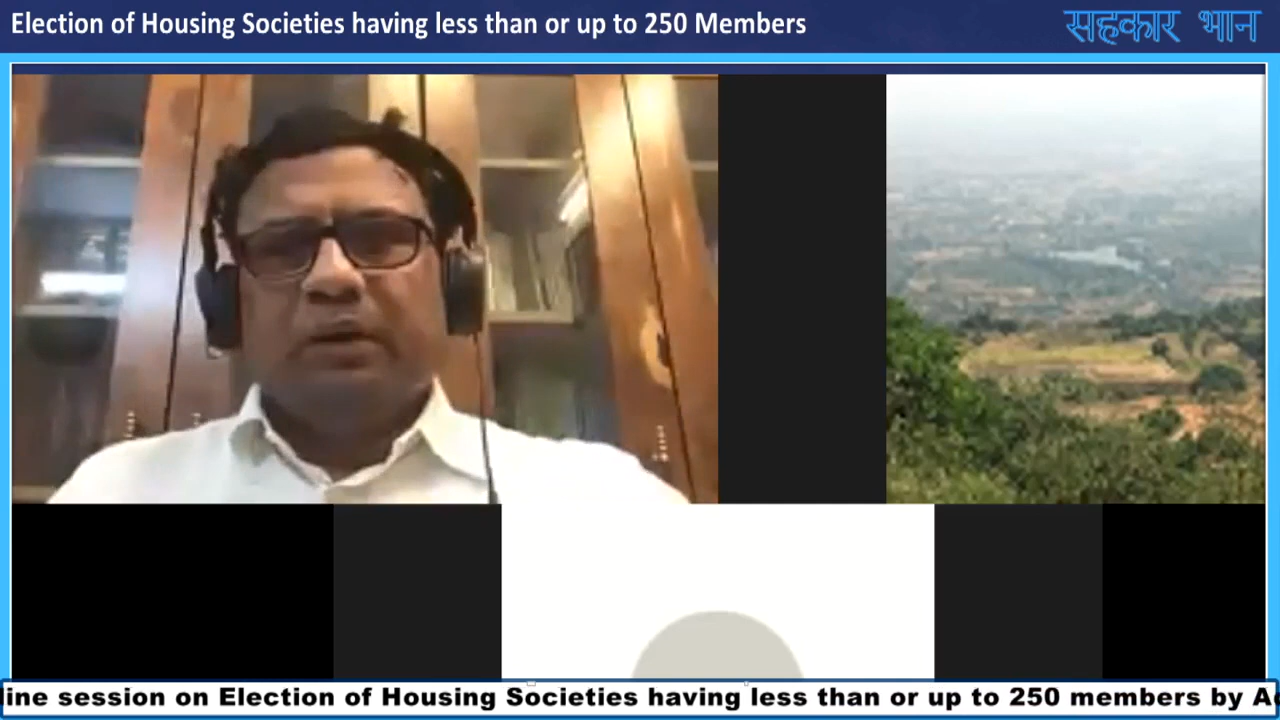 Election of Housing Societies having less than or up to 250 Members
सहकार भान
session on Election of Housing Societies having less than or up to 250 members by